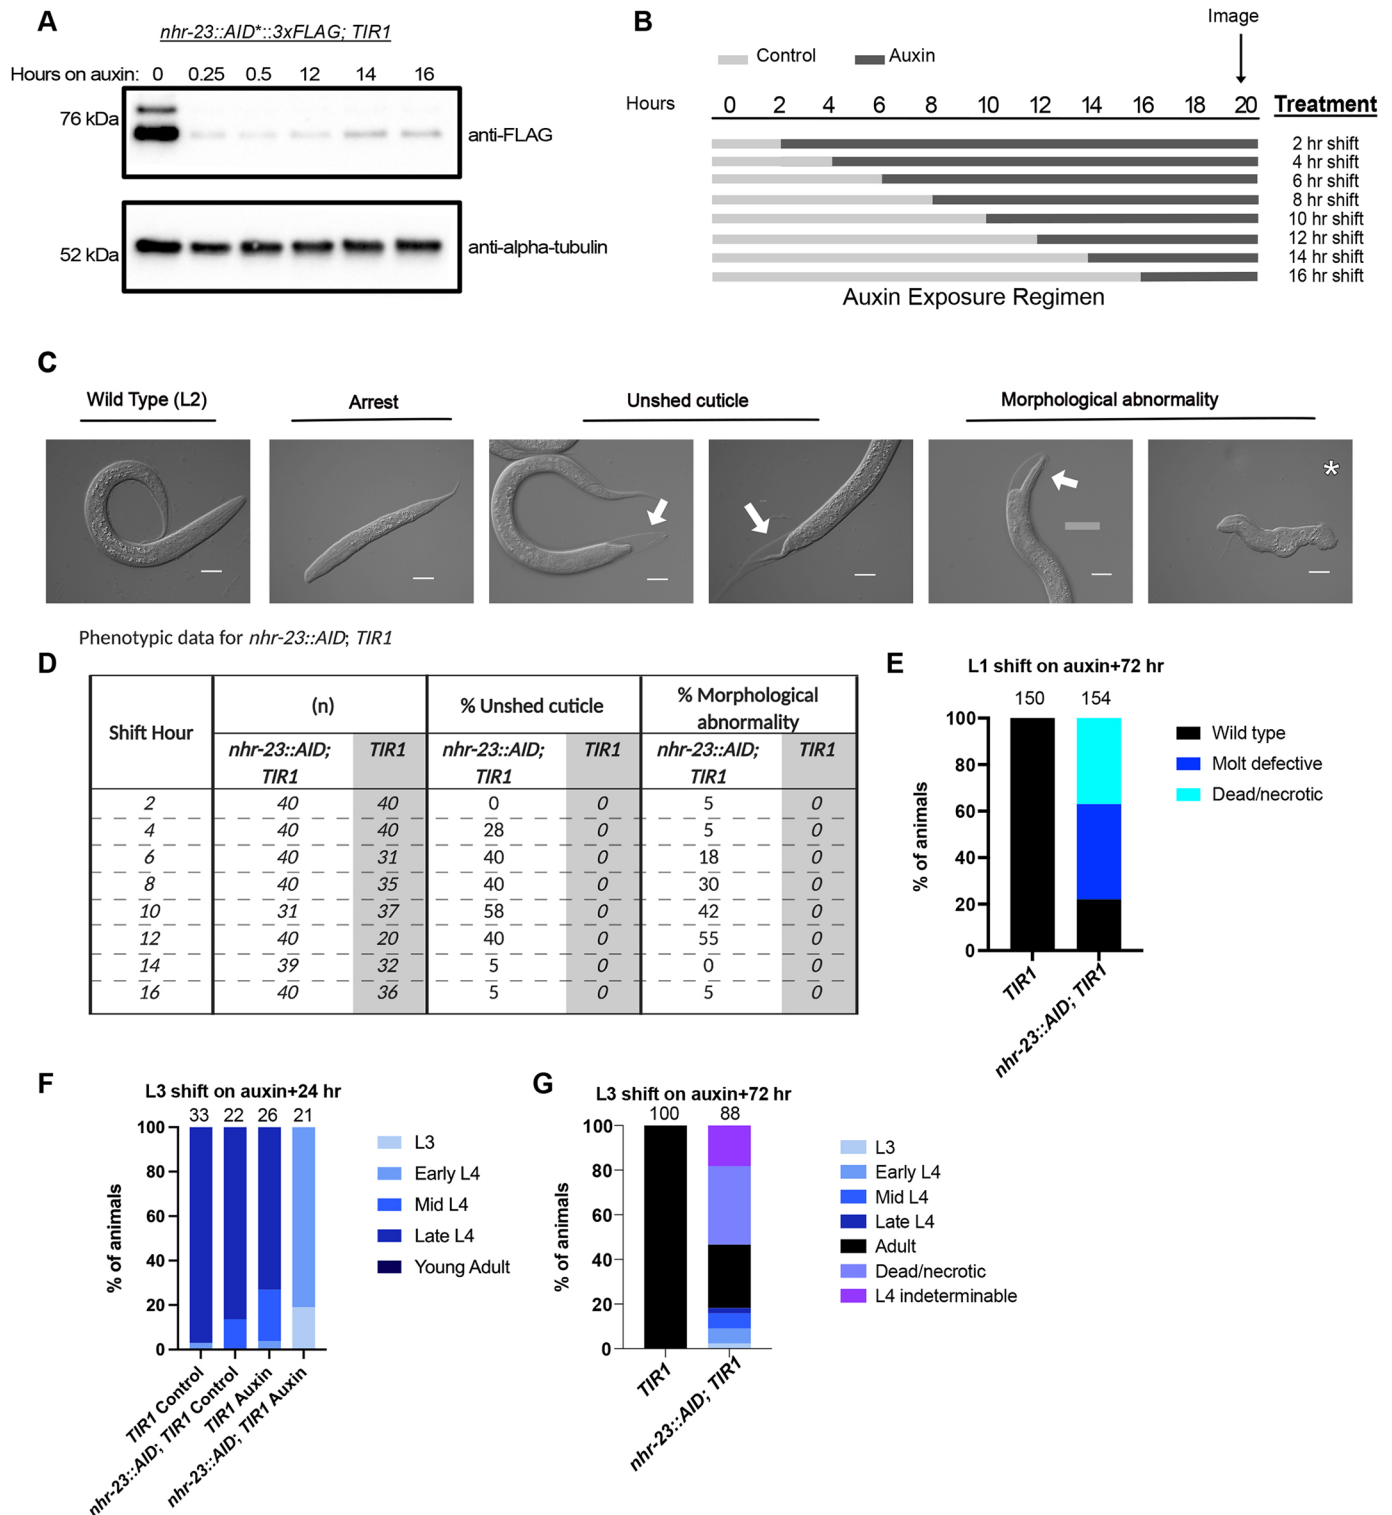 A
nhr-23::AID*::3xFLAG; TIR1
Hours on auxin: 0 0.25 0.5 12 14 16
76 kDa
anti-FLAG
52 kDa
anti-alpha-tubulin
B
Image
Control Auxin
Hours 0 2 4 6 8 10 12 14 16 18 20 Treatment
2 hr shift
4 hr shift
6 hr shift
8 hr shift
10 hr shift
12 hr shift
14 hr shift
16 hr shift
Auxin Exposure Regimen
C
Wild Type (L2) Arrest Unshed cuticle Morphological abnormality
*
Phenotypic data for nhr-23::AID; TIR1
D
Shift Hour (n) % Unshed cuticle % Morphological abnormality
nhr-23::AID; TIR1 TIR1 nhr-23::AID; TIR1 TIR1 nhr-23::AID; TIR1 TIR1
2 40 40 0 0 5 0
4 40 40 28 0 5 0
6 40 31 40 0 18 0
8 40 35 40 0 30 0
10 31 37 58 0 42 0
12 40 20 40 0 55 0
14 39 32 5 0 0 0
16 40 36 5 0 5 0
E
L1 shift on auxin+72 hr
150 154
% of animals
100
80
60
40
20
0
TIR1
nhr-23::AID; TIR1
Wild type
Molt defective
Dead/necrotic
F
L3 shift on auxin+24 hr
33 22 26 21
% of animals
100
80
60
40
20
0
TIR1 Control
nhr-23::AID; TIR1 Control
TIR1 Auxin
nhr-23::AID; TIR1 Auxin
L3
Early L4
Mid L4
Late L4
Young Adult
G
L3 shift on auxin+72 hr
100 88
% of animals
100
80
60
40
20
0
TIR1
nhr-23::AID; TIR1
L3
Early L4
Mid L4
Late L4
Adult
Dead/necrotic
L4 indeterminable